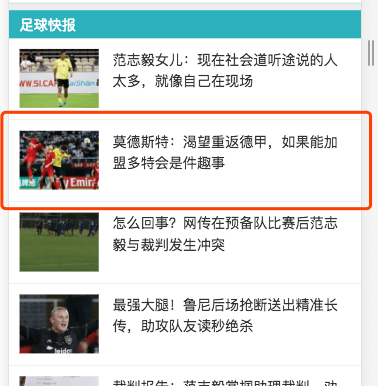 足球快报
范志毅女儿：现在社会道听途说的人
太多，就像自己在现场
莫德斯特：渴望重返德甲，如果能加
盟多特会是件趣事
怎么回事？网传在预备队比赛后范志
毅与裁判发生冲突
最强大腿！鲁尼后场抢断送出精准长
传，助攻队友读秒绝杀